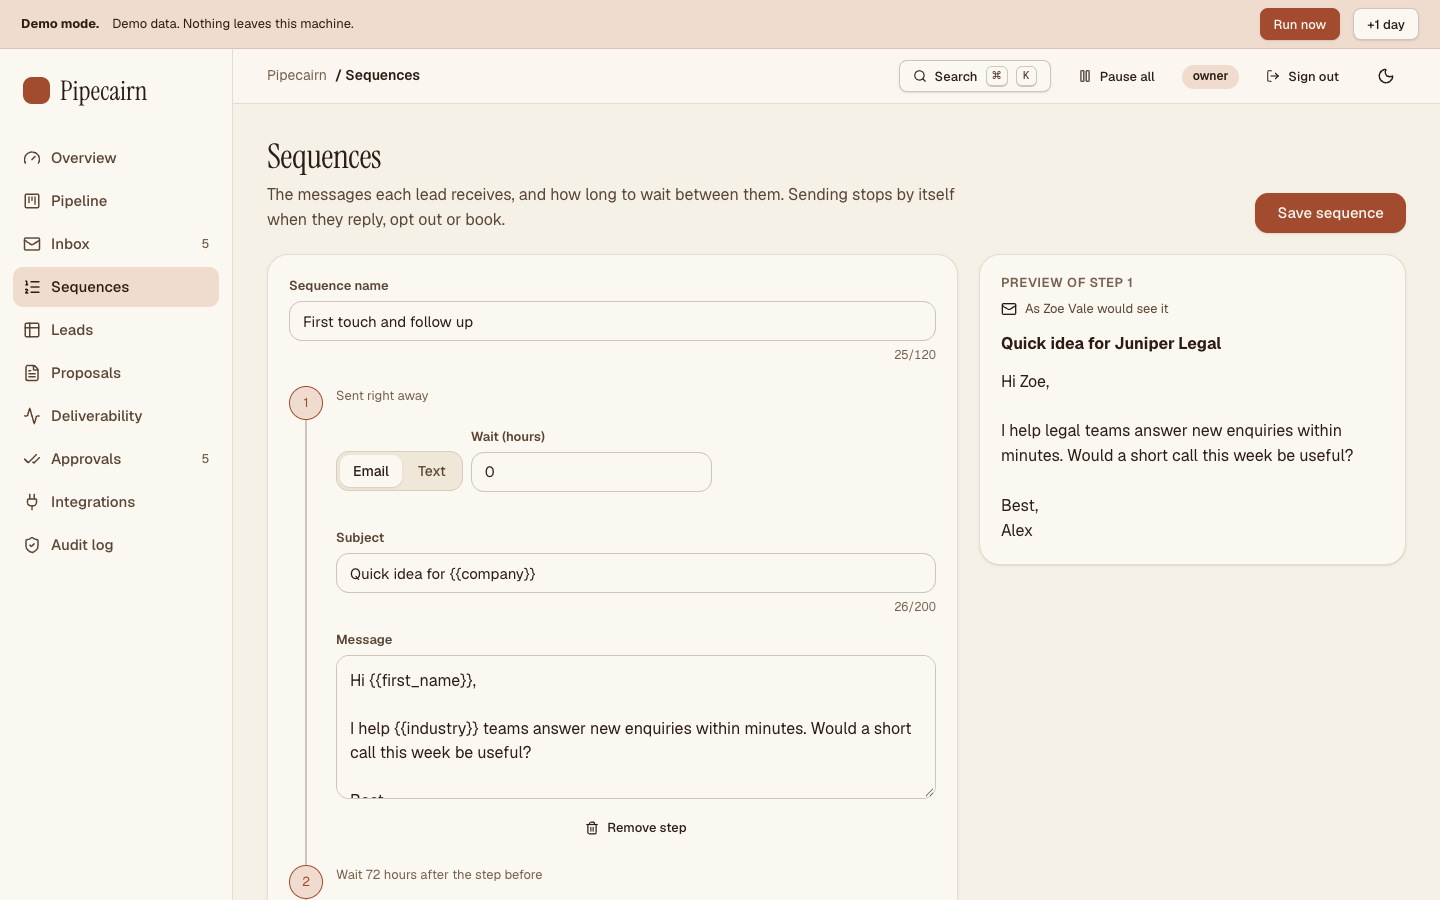 Demo mode. Demo data. Nothing leaves this machine.
Run now
+1 day
Pipecairn
Overview
Pipeline
Inbox 5
Sequences
Leads
Proposals
Deliverability
Approvals 5
Integrations
Audit log
Pipecairn / Sequences
Search ⌘ K
Pause all
owner
Sign out
Sequences
The messages each lead receives, and how long to wait between them. Sending stops by itself
when they reply, opt out or book.
Save sequence
Sequence name
First touch and follow up
25/120
1
Sent right away
Wait (hours)
Email Text
0
Subject
Quick idea for {{company}}
26/200
Message
Hi {{first_name}},
I help {{industry}} teams answer new enquiries within minutes. Would a short
call this week be useful?
Best,
Remove step
2
Wait 72 hours after the step before
PREVIEW OF STEP 1
As Zoe Vale would see it
Quick idea for Juniper Legal
Hi Zoe,
I help legal teams answer new enquiries within
minutes. Would a short call this week be useful?
Best,
Alex